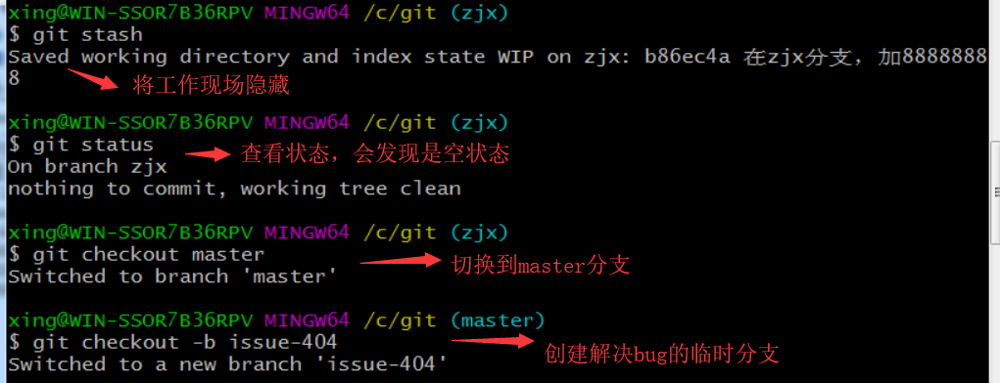 xing@WIN-SSOR7B36RPV MINGW64 /c/git (zjx)
$ git stash
Saved working directory and index state WIP on zjx: b86ec4a 在zjx分支，加8888888
8
将工作现场隐藏
xing@WIN-SSOR7B36RPV MINGW64 /c/git (zjx)
$ git status
查看状态，会发现是空状态
On branch zjx
nothing to commit, working tree clean
xing@WIN-SSOR7B36RPV MINGW64 /c/git (zjx)
$ git checkout master
切换到master分支
Switched to branch 'master'
xing@WIN-SSOR7B36RPV MINGW64 /c/git (master)
$ git checkout -b issue-404
创建解决bug的临时分支
Switched to a new branch 'issue-404'